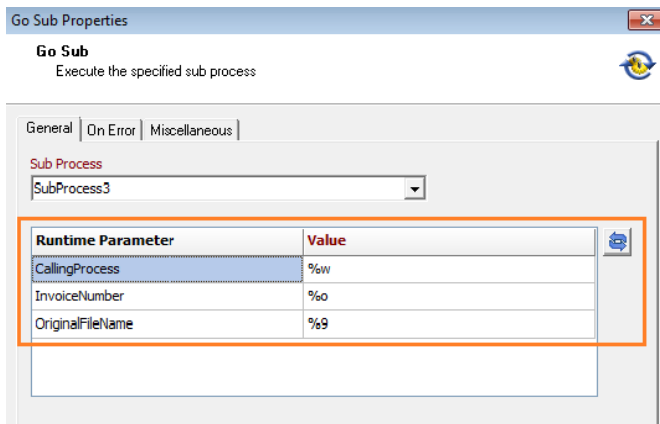 Go Sub Properties
Go Sub
Execute the specified sub process
General On Error Miscellaneous
Sub Process
SubProcess3
Runtime Parameter Value
CallingProcess %w
InvoiceNumber %o
OriginalFileName %9